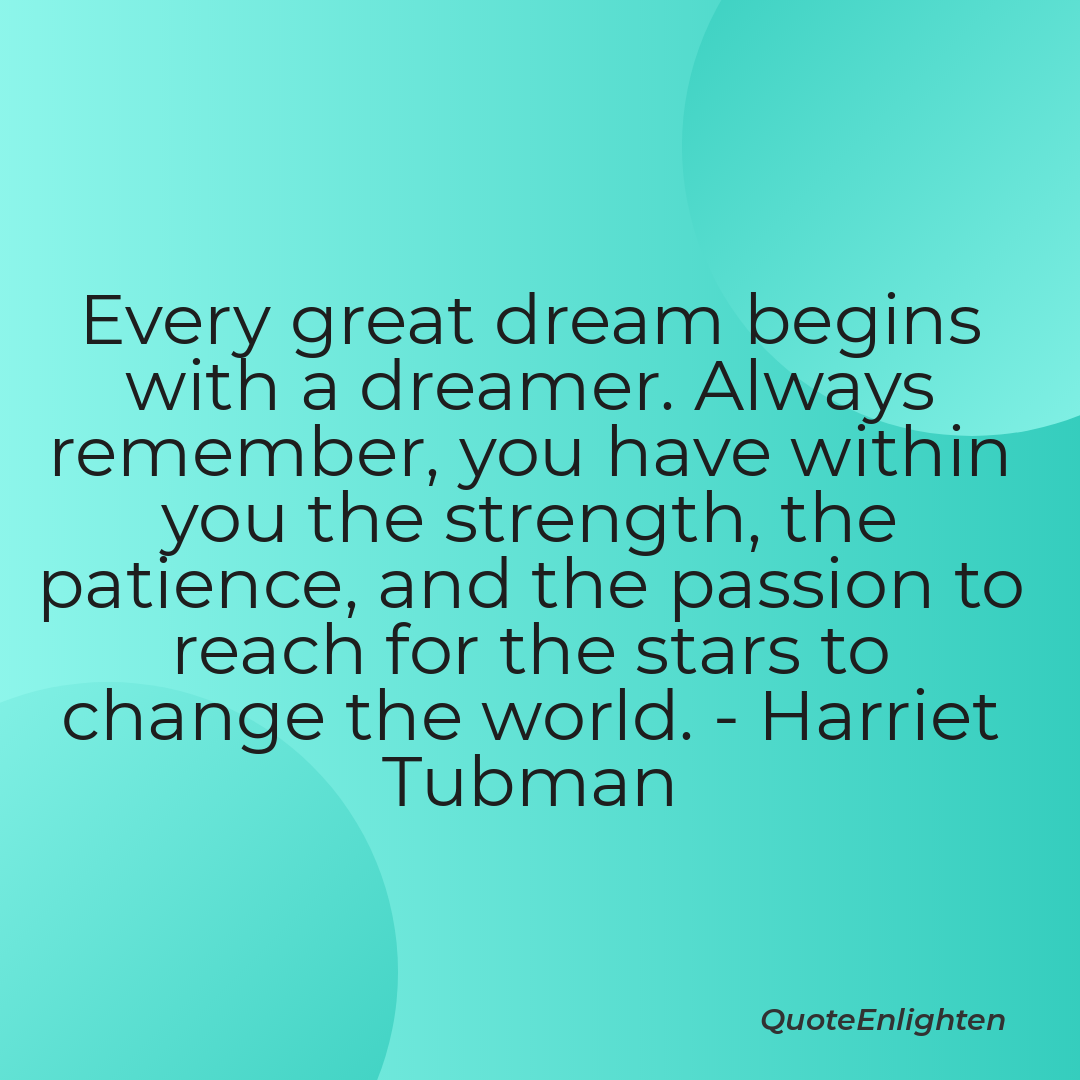 Every great dream begins
with a dreamer. Always
remember, you have within
you the strength, the
patience, and the passion to
reach for the stars to
change the world. - Harriet
Tubman
QuoteEnlighten